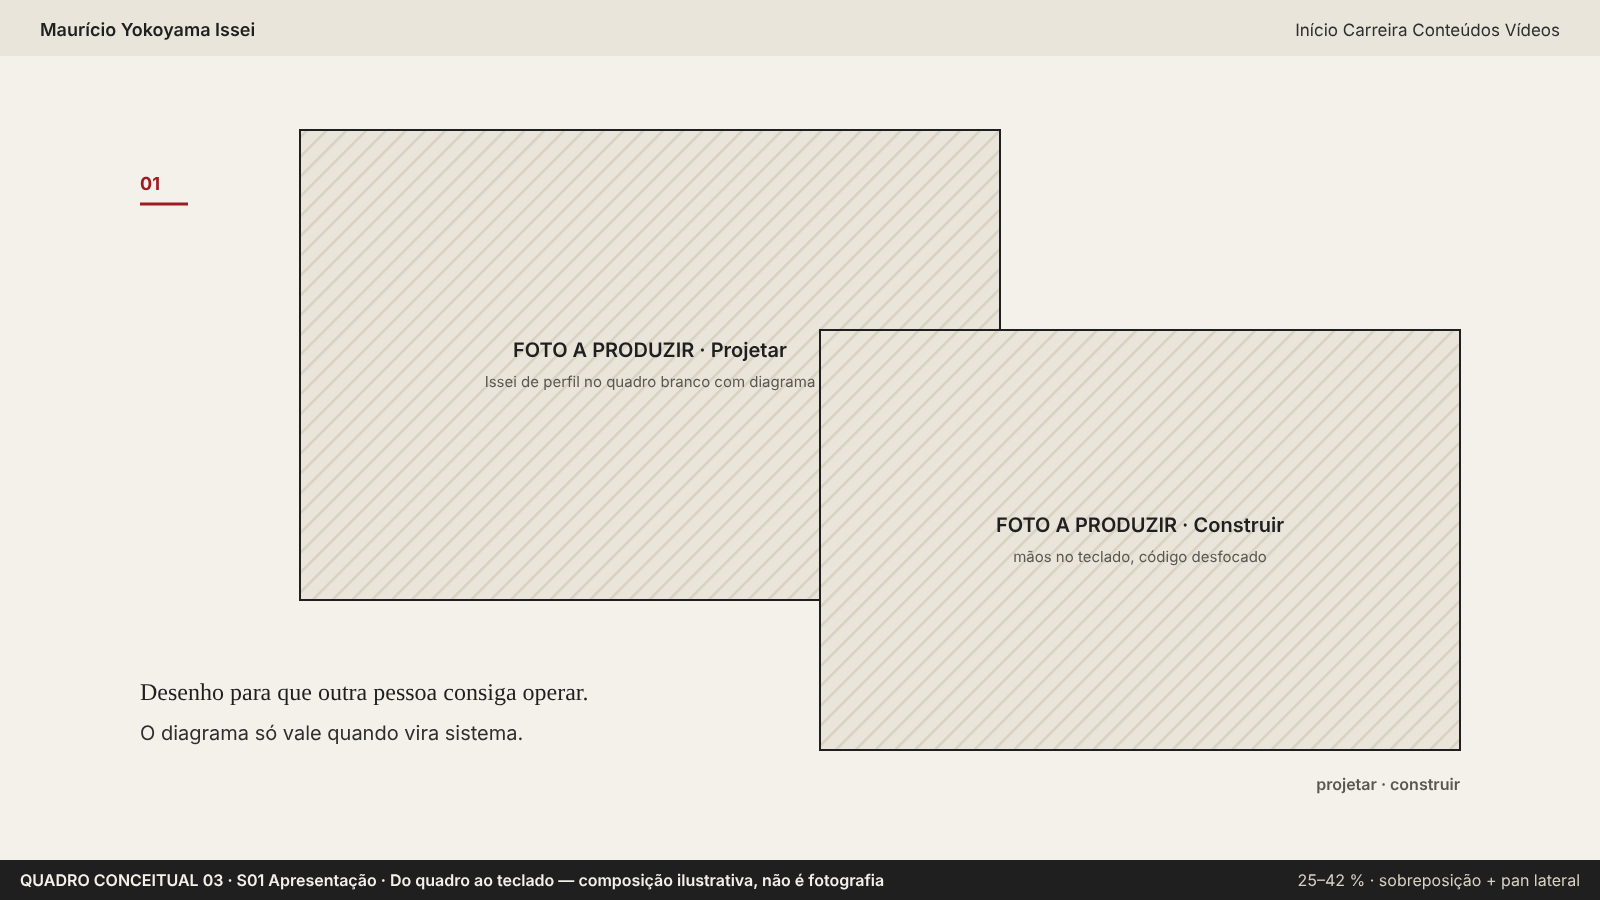 Maurício Yokoyama Issei
Início Carreira Conteúdos Vídeos
01
FOTO A PRODUZIR · Projetar
Issei de perfil no quadro branco com diagrama
FOTO A PRODUZIR · Construir
mãos no teclado, código desfocado
Desenho para que outra pessoa consiga operar.
O diagrama só vale quando vira sistema.
projetar · construir
QUADRO CONCEITUAL 03 · S01 Apresentação · Do quadro ao teclado — composição ilustrativa, não é fotografia
25–42 % · sobreposição + pan lateral